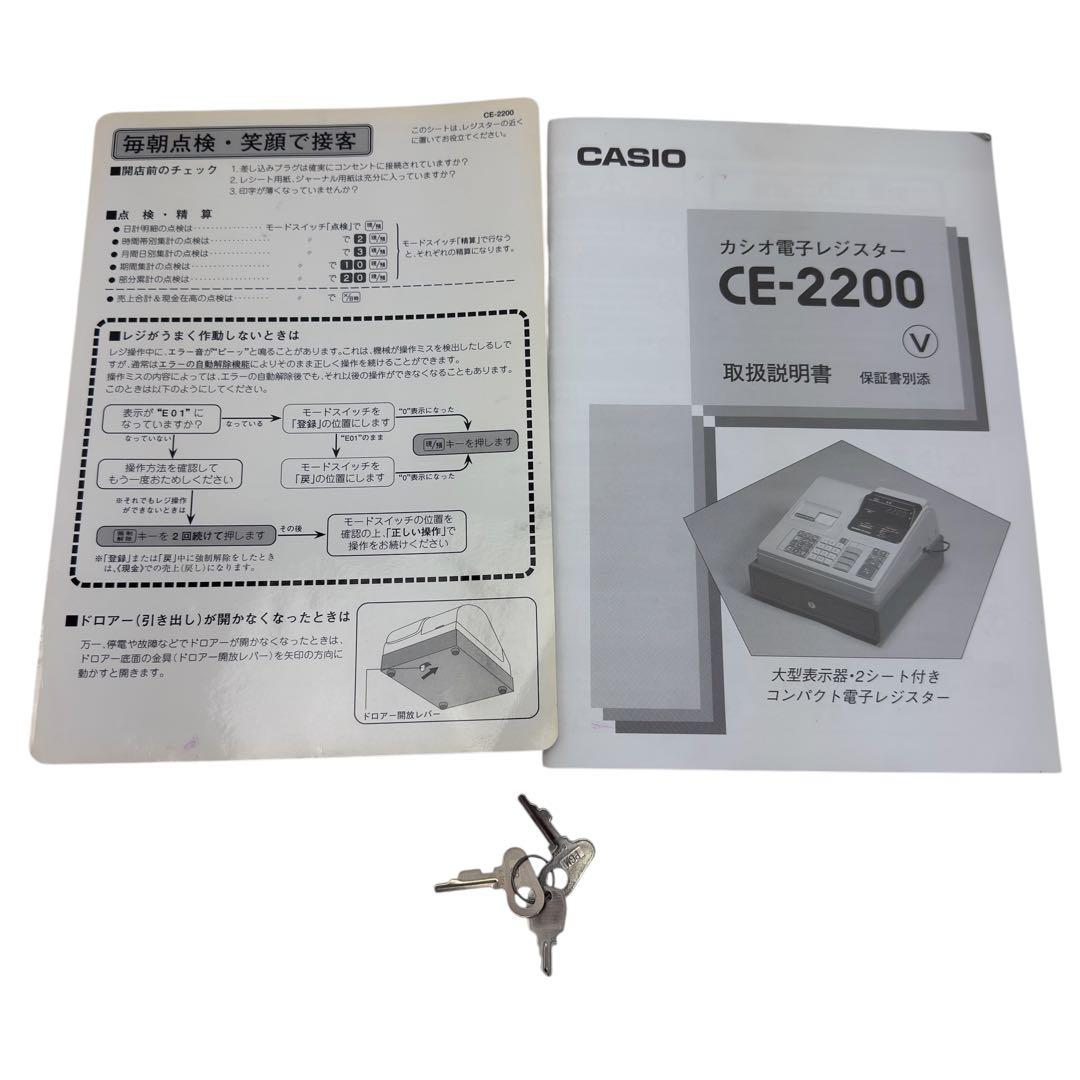 CE-2200
毎朝点検・笑顔で接客
このシートは、レジスターの近く
に置いてお役立てください。
■開店前のチェック
1. 差し込みプラグは確実にコンセントに接続されていますか？
2. レシート用紙、ジャーナル用紙は充分に入っていますか？
3. 印字が薄くなっていませんか？
■点検・精算
●日計明細の点検は・・・・・・・・・・・・ モードスイッチ「点検」で 現/預
●時間帯別集計の点検は・・・・・・・・ 〃 で 2 現/預
●月間日別集計の点検は・・・・・・・・ 〃 で 3 現/預
●期間集計の点検は・・・・・・・・・・・・ 〃 で 1 0 現/預
●部分累計の点検は・・・・・・・・・・・・ 〃 で 2 0 現/預
モードスイッチ「精算」で行なう
と、それぞれの精算になります。
●売上合計＆現金在高の点検は・・・・・・・ 〃 で ×/日時
■レジがうまく作動しないときは
レジ操作中に、エラー音が“ピーッ”と鳴ることがあります。これは、機械が操作ミスを検出したしるしで
すが、通常はエラーの自動解除機能によりそのまま正しく操作を続けることができます。
操作ミスの内容によっては、エラーの自動解除後でも、それ以後の操作ができなくなることもあります。
このときは以下のようにしてください。
表示が“E01”に
なっていますか？
なっている
モードスイッチを
「登録」の位置にします
“0”表示になった
なっていない
“E01”のまま
現/預 キーを押します
操作方法を確認して
もう一度おためしください
モードスイッチを
「戻」の位置にします
“0”表示になった
※それでもレジ操作
ができないときは
強制解除 キーを2回続けて押します
その後
モードスイッチの位置を
確認の上、「正しい操作」で
操作をお続けください
※「登録」または「戻」中に強制解除をしたとき
は、《現金》での売上(戻し)になります。
■ドロアー(引き出し)が開かなくなったときは
万一、停電や故障などでドロアーが開かなくなったときは、
ドロアー底面の金具(ドロアー開放レバー)を矢印の方向に
動かすと開きます。
ドロアー開放レバー
CASIO
カシオ電子レジスター
CE-2200
V
取扱説明書 保証書別添
大型表示器・2シート付き
コンパクト電子レジスター
PGM